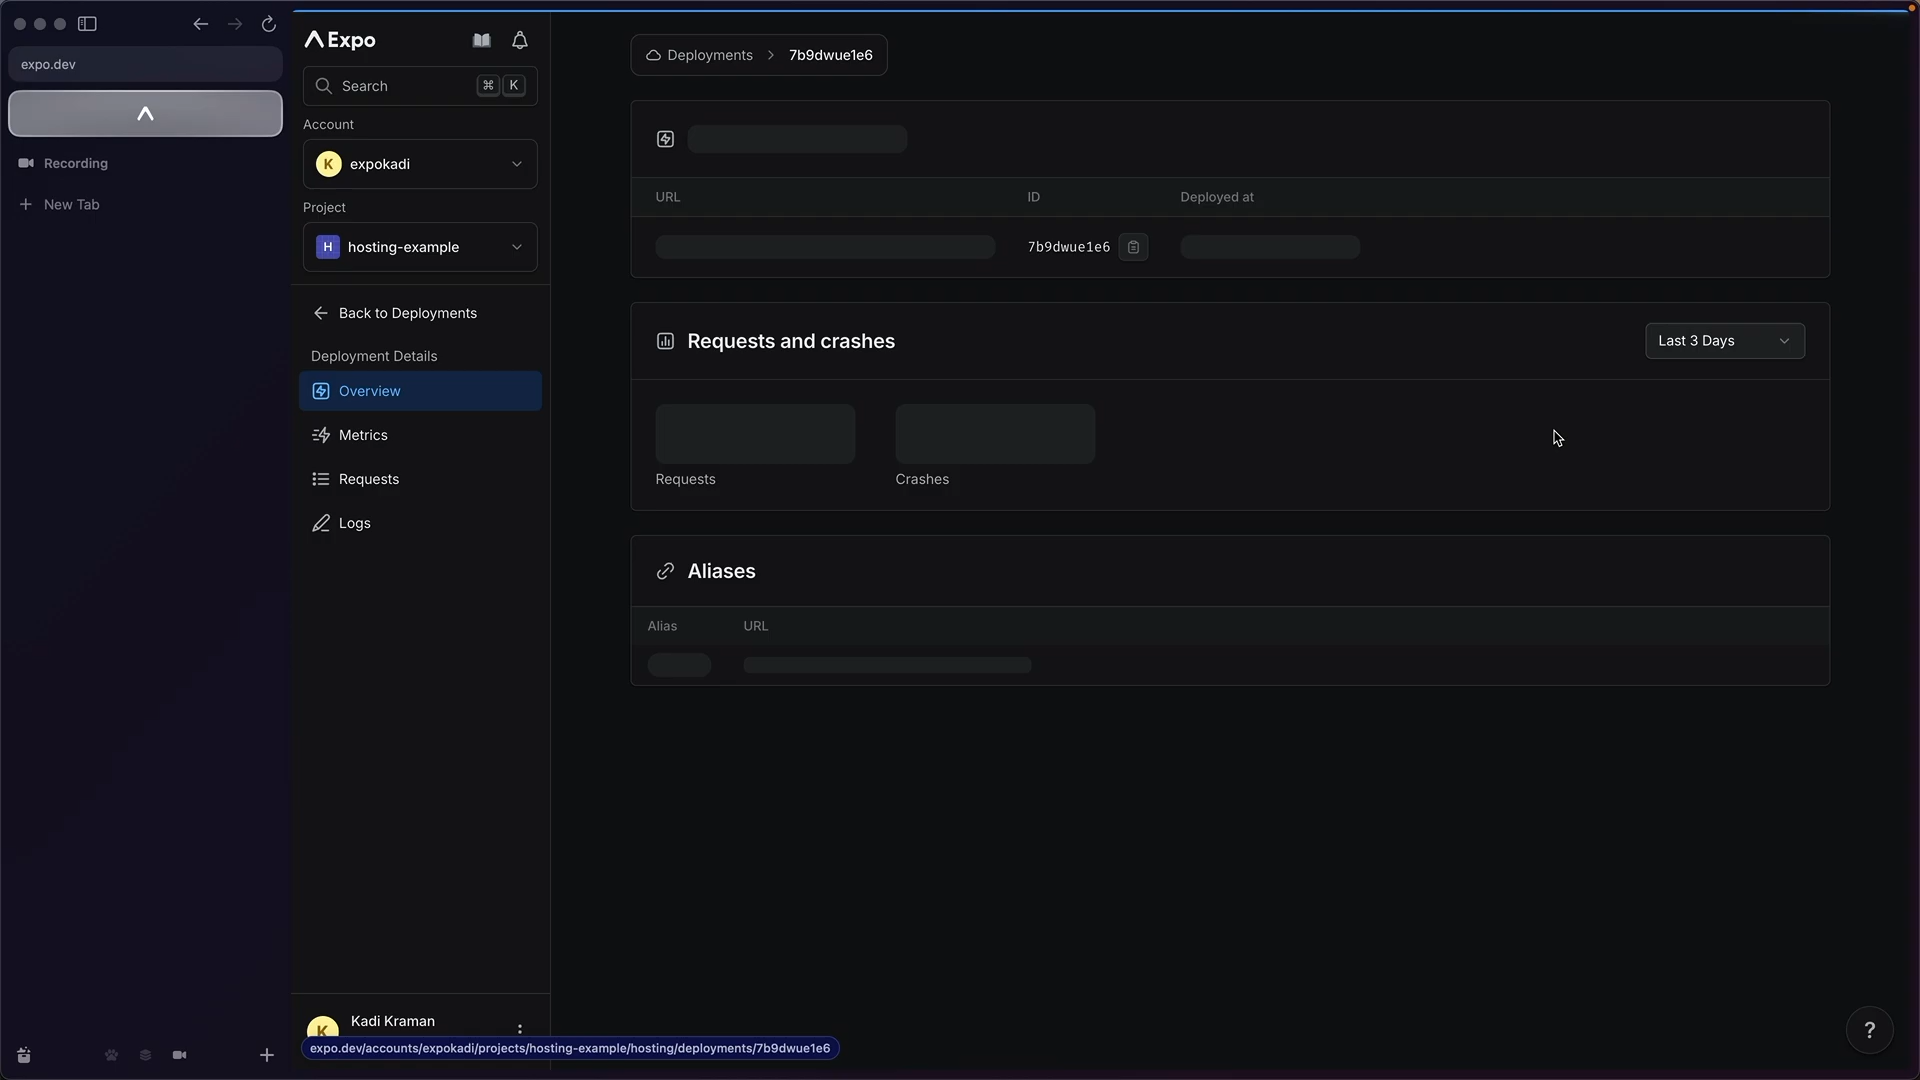 expo.dev
Recording
New Tab
Expo
Search ⌘ K
Account
K expokadi
Project
H hosting-example
Back to Deployments
Deployment Details
Overview
Metrics
Requests
Logs
K Kadi Kraman
expo.dev/accounts/expokadi/projects/hosting-example/hosting/deployments/7b9dwue1e6
Deployments > 7b9dwue1e6
URL ID Deployed at
7b9dwue1e6
Requests and crashes
Last 3 Days
Requests Crashes
Aliases
Alias URL
?